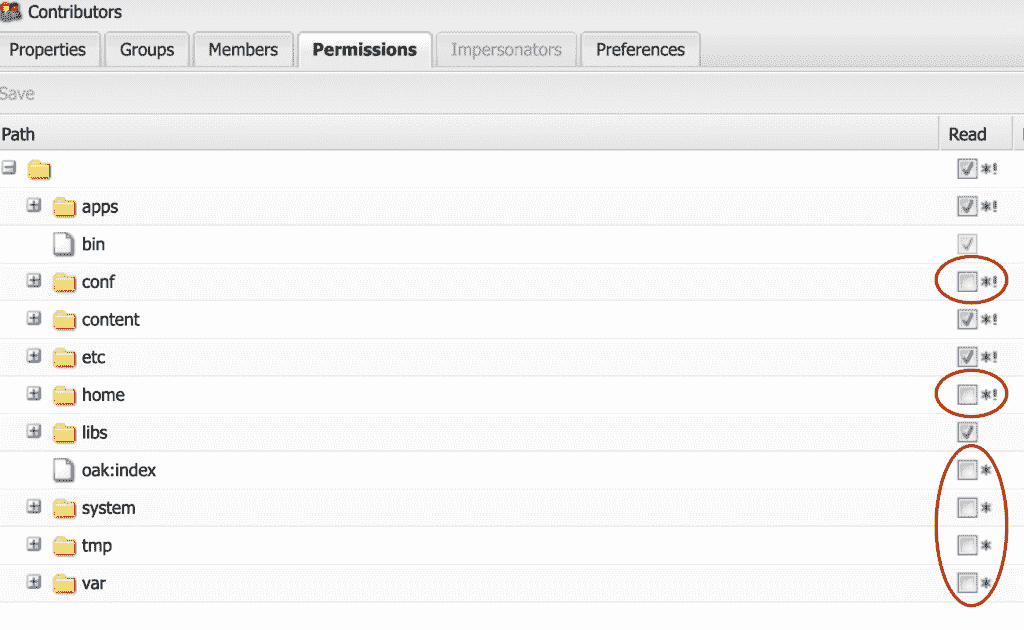 Contributors
Properties Groups Members Permissions Impersonators Preferences
Save
Path Read
*!
apps *!
bin
conf *!
content *!
etc *!
home *!
libs
oak:index *
system *
tmp *
var *